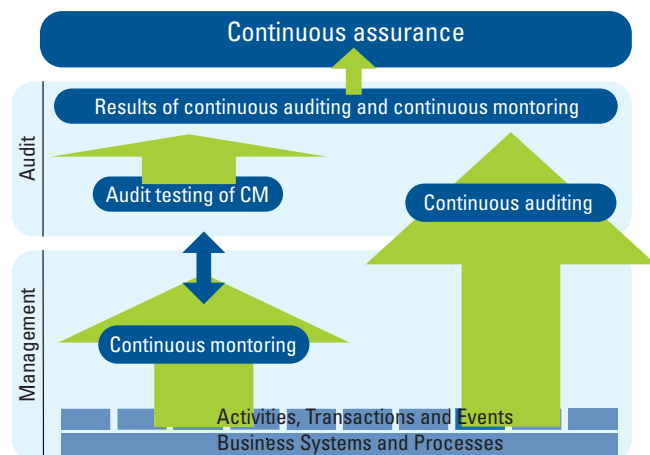 Continuous assurance
Audit
Results of continuous auditing and continuous montoring
Audit testing of CM
Continuous auditing
Management
Continuous montoring
Activities, Transactions and Events
Business Systems and Processes